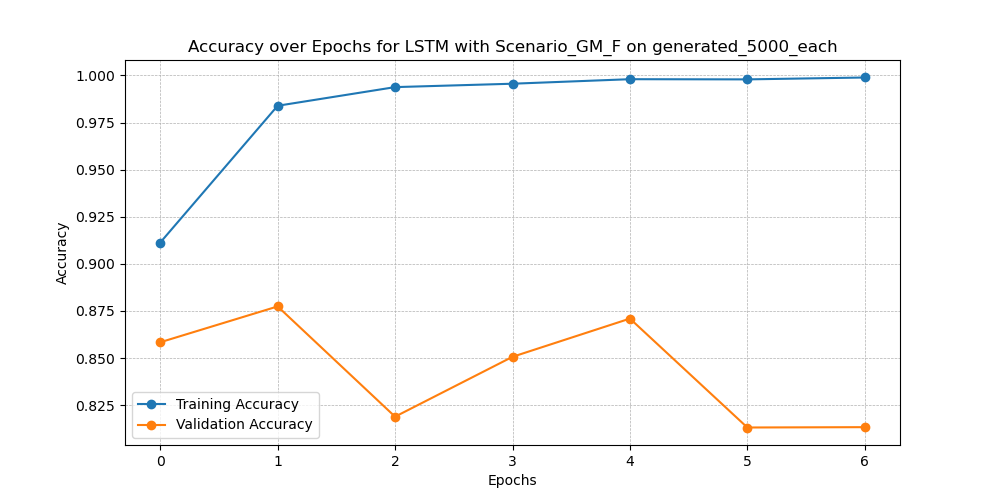 Accuracy over Epochs for LSTM with Scenario_GM_F on generated_5000_each
1.000
0.975
0.950
0.925
0.900
0.875
0.850
0.825
Accuracy
Training Accuracy
Validation Accuracy
0 1 2 3 4 5 6
Epochs